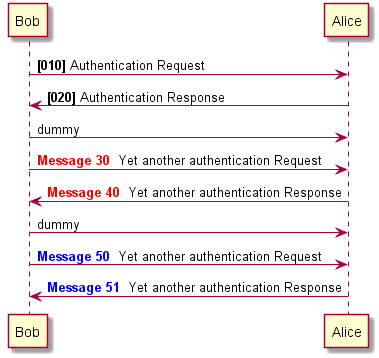 Bob Alice
[010] Authentication Request
[020] Authentication Response
dummy
Message 30 Yet another authentication Request
Message 40 Yet another authentication Response
dummy
Message 50 Yet another authentication Request
Message 51 Yet another authentication Response
Bob Alice